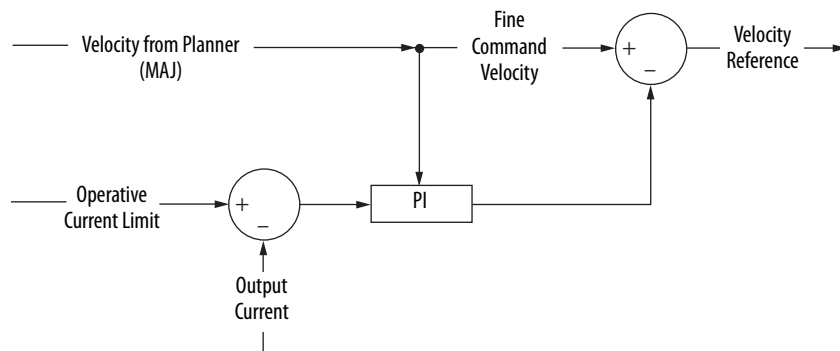 Velocity from Planner
(MAJ)
Fine
Command
Velocity
+
−
Velocity
Reference
Operative
Current Limit
+
−
PI
Output
Current